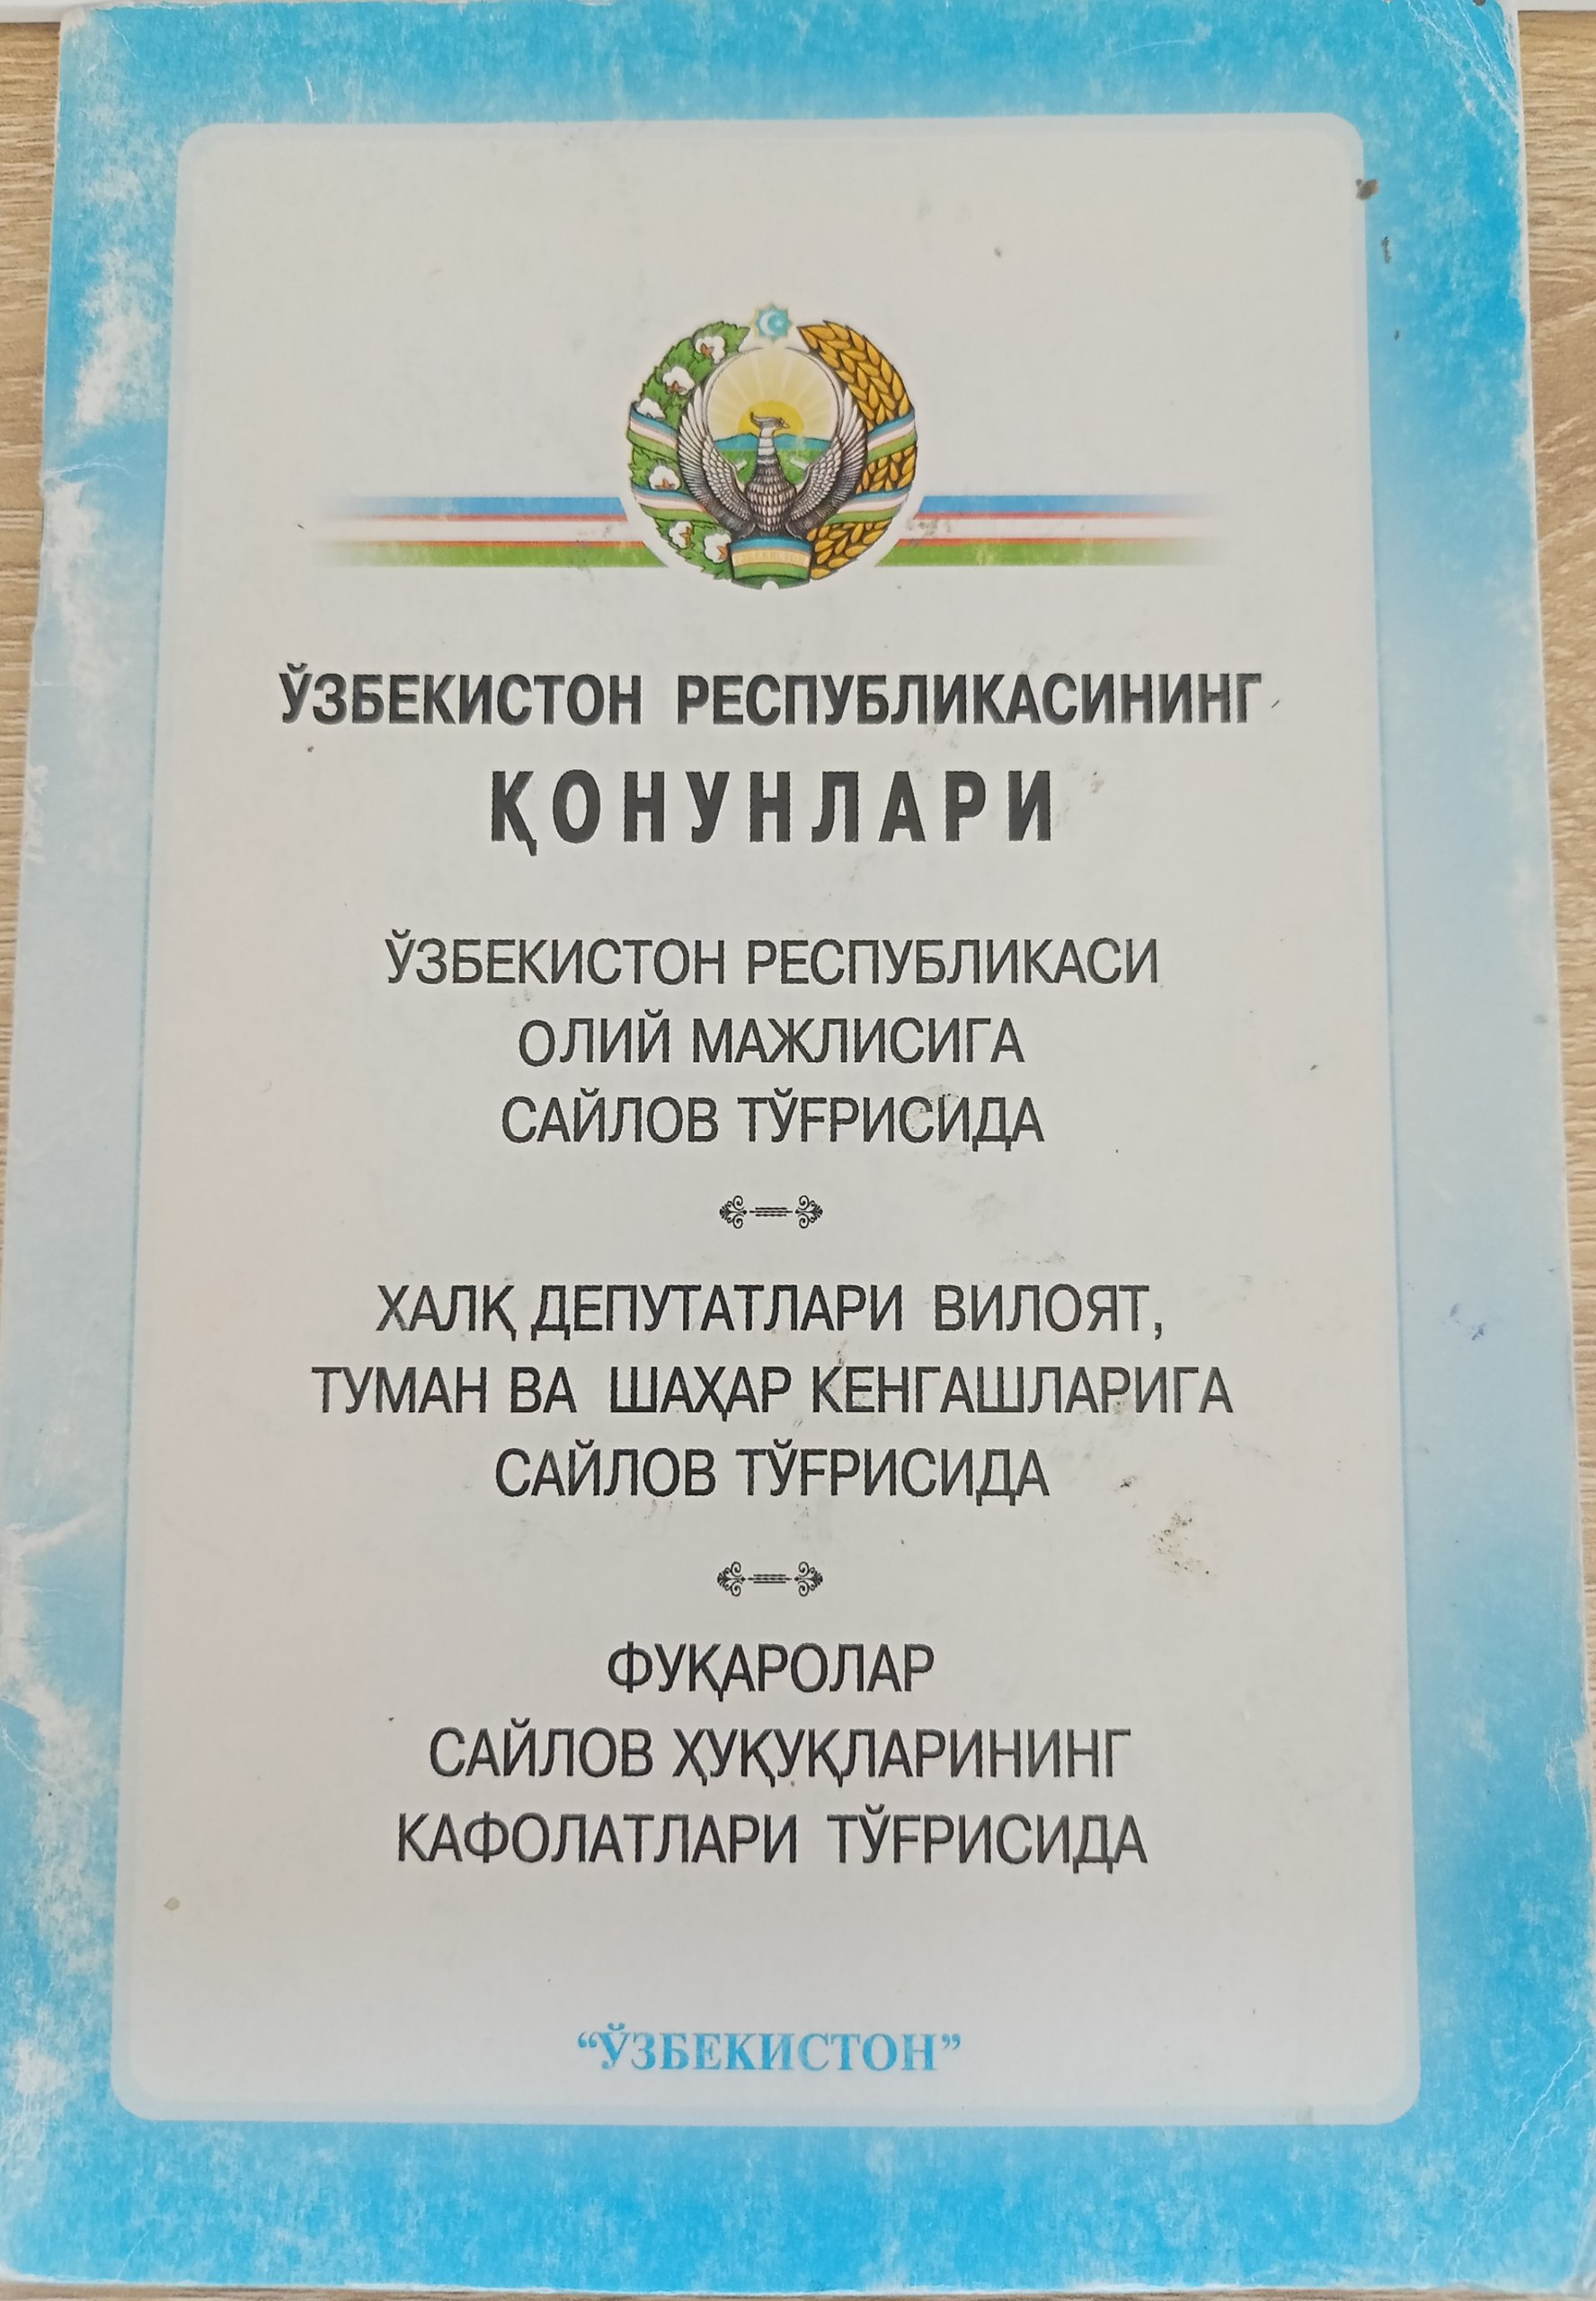 ЎЗБЕКИСТОН РЕСПУБЛИКАСИНИНГ
ҚОНУНЛАРИ
ЎЗБЕКИСТОН РЕСПУБЛИКАСИ
ОЛИЙ МАЖЛИСИГА
САЙЛОВ ТЎҒРИСИДА
ХАЛҚ ДЕПУТАТЛАРИ ВИЛОЯТ,
ТУМАН ВА ШАҲАР КЕНГАШЛАРИГА
САЙЛОВ ТЎҒРИСИДА
ФУҚАРОЛАР
САЙЛОВ ҲУҚУҚЛАРИНИНГ
КАФОЛАТЛАРИ ТЎҒРИСИДА
“ЎЗБЕКИСТОН”